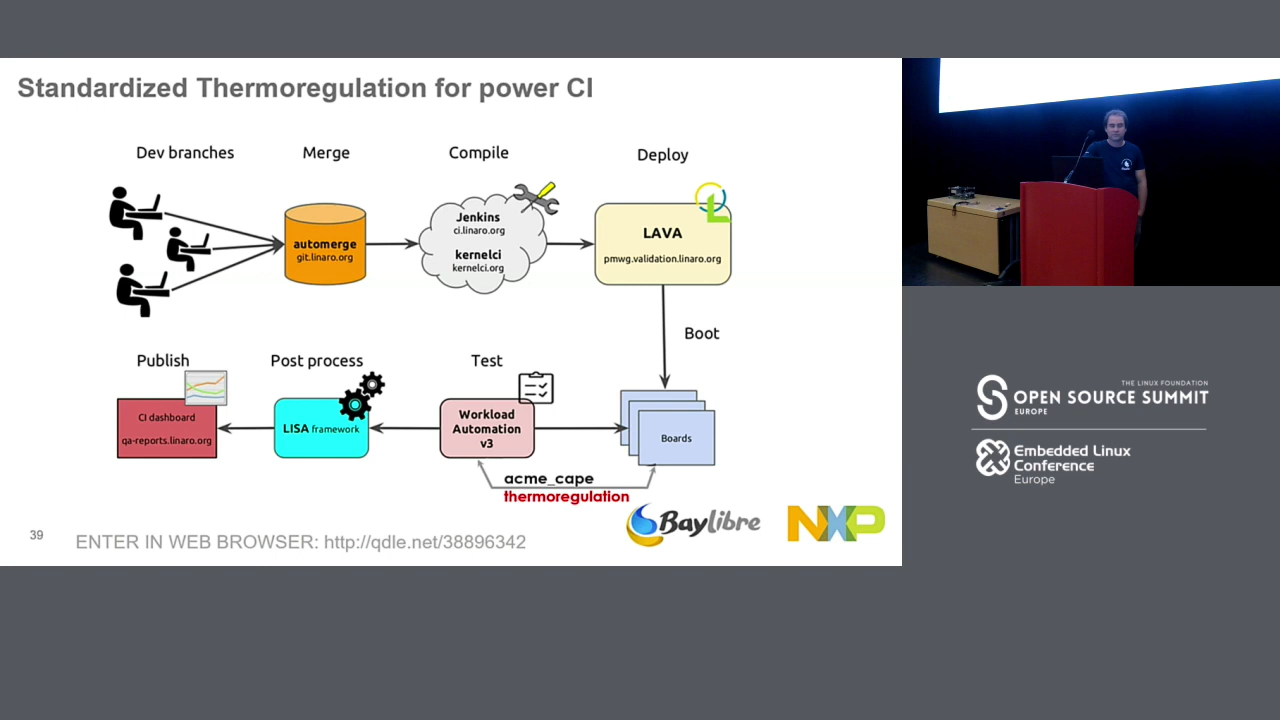 Standardized Thermoregulation for power CI
Dev branches
Merge
Compile
Deploy
automerge
git.linaro.org
Jenkins
ci.linaro.org
kernelci
kernelci.org
LAVA
pmwg.validation.linaro.org
Boot
Publish
Post process
Test
CI dashboard
qa-reports.linaro.org
LISA framework
Workload
Automation
v3
Boards
acme_cape
thermoregulation
39
ENTER IN WEB BROWSER: http://qdle.net/38896342
Baylibre
NXP
THE LINUX FOUNDATION
OPEN SOURCE SUMMIT
EUROPE
Embedded Linux
Conference
Europe